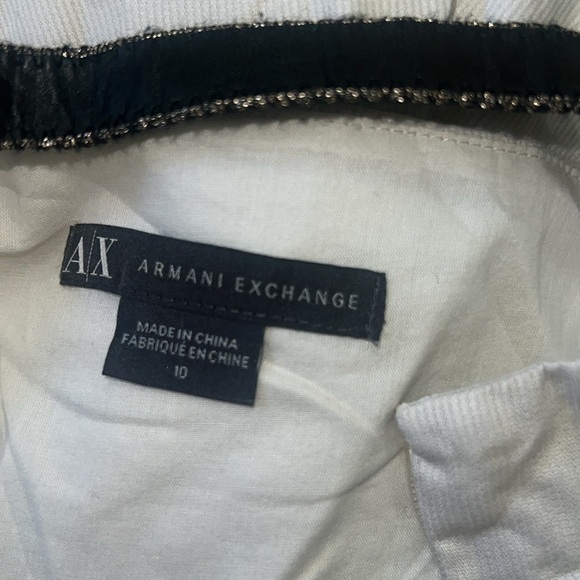 A|X ARMANI EXCHANGE
MADE IN CHINA
FABRIQUÉ EN CHINE
10